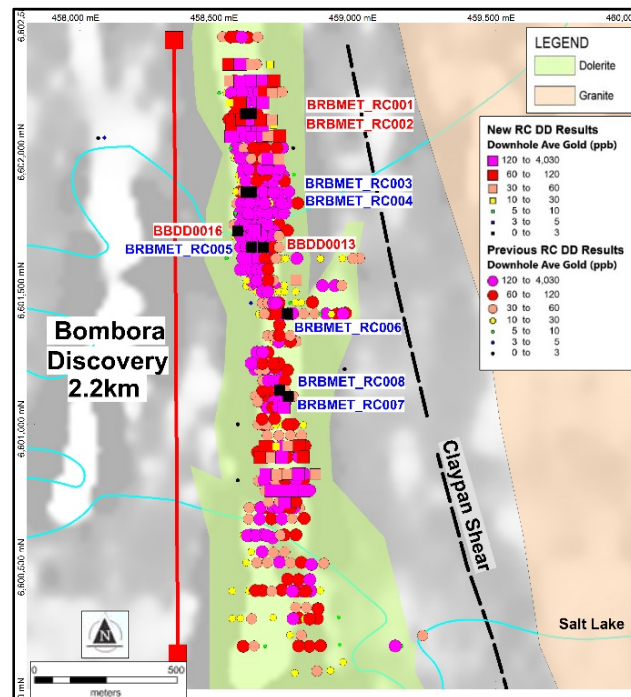 458,000 mE
458,500 mE
459,000 mE
459,500 mE
6,602,000 mN
6,601,500 mN
6,601,000 mN
6,600,500 mN
LEGEND
Dolerite
Granite
New RC DD Results
Downhole Ave Gold (ppb)
120 to 4,030
60 to 120
30 to 60
10 to 30
5 to 10
3 to 5
0 to 3
Previous RC DD Results
Downhole Ave Gold (ppb)
120 to 4,030
60 to 120
30 to 60
10 to 30
5 to 10
3 to 5
0 to 3
BRBMET_RC001
BRBMET_RC002
BRBMET_RC003
BRBMET_RC004
BBDD0016
BRBMET_RC005
BBDD0013
BRBMET_RC006
BRBMET_RC008
BRBMET_RC007
Bombora
Discovery
2.2km
Claypan Shear
Salt Lake
N
0
500
meters